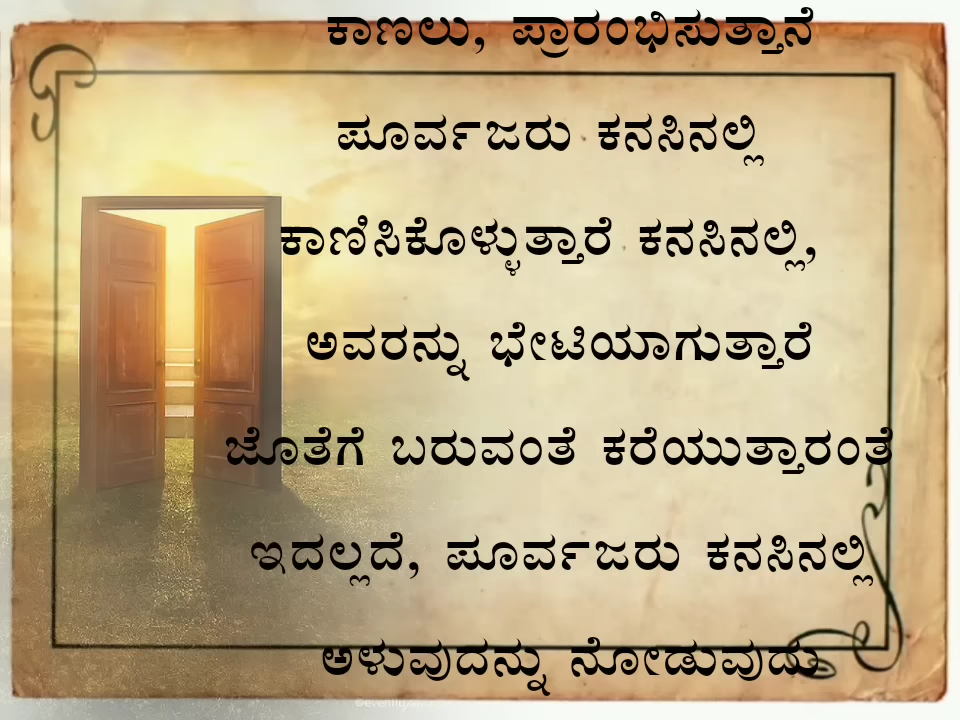 ಕಾಣಲು, ಪ್ರಾರಂಭಿಸುತ್ತಾನೆ
ಪೂರ್ವಜರು ಕನಸಿನಲ್ಲಿ
ಕಾಣಿಸಿಕೊಳ್ಳುತ್ತಾರೆ ಕನಸಿನಲ್ಲಿ,
ಅವರನ್ನು ಭೇಟಿಯಾಗುತ್ತಾರೆ
ಜೊತೆಗೆ ಬರುವಂತೆ ಕರೆಯುತ್ತಾರಂತೆ
ಇದಲ್ಲದೆ, ಪೂರ್ವಜರು ಕನಸಿನಲ್ಲಿ
ಅಳುವುದನ್ನು ನೋಡುವುದು